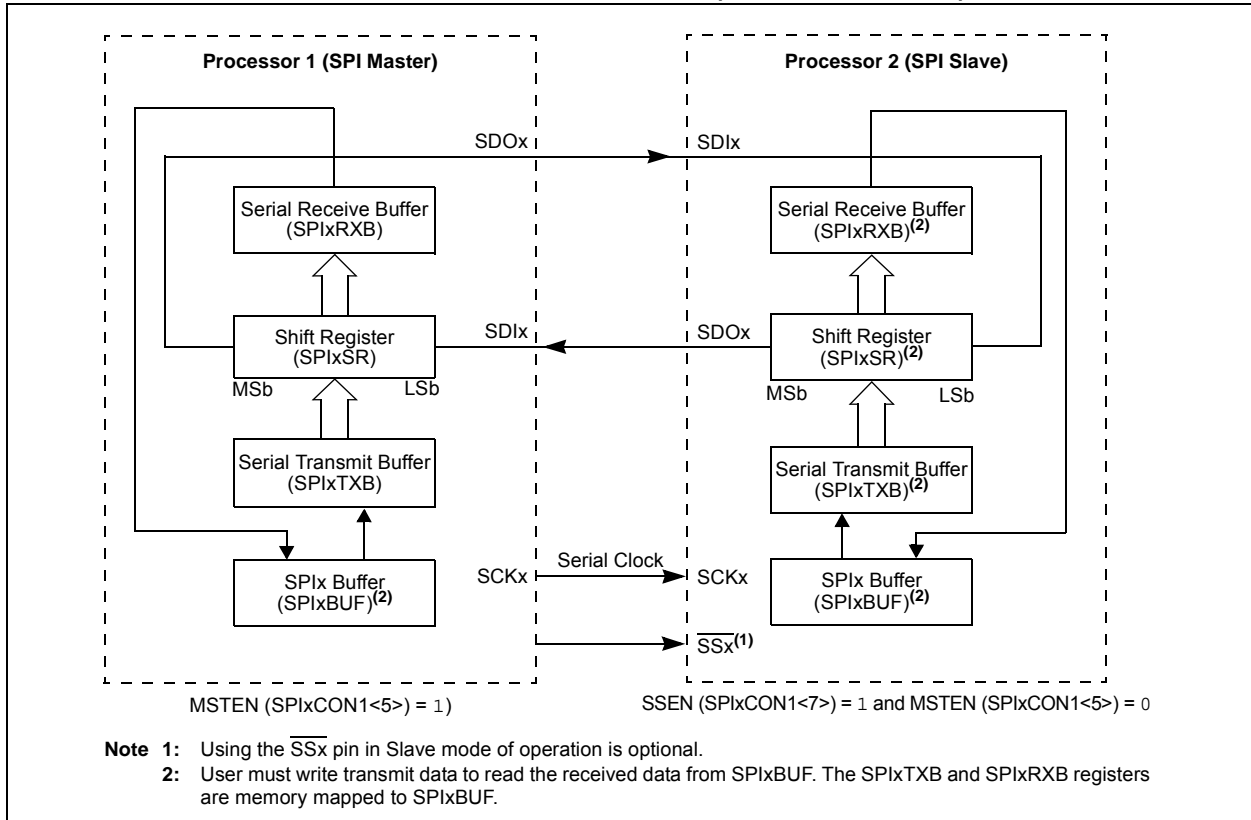 Processor 1 (SPI Master)
Processor 2 (SPI Slave)
SDOx
SDIx
Serial Receive Buffer
(SPIxRXB)
Serial Receive Buffer
(SPIxRXB)(2)
Shift Register
(SPIxSR)
SDIx
SDOx
Shift Register
(SPIxSR)(2)
MSb
LSb
MSb
LSb
Serial Transmit Buffer
(SPIxTXB)
Serial Transmit Buffer
(SPIxTXB)(2)
SPIx Buffer
(SPIxBUF)(2)
SCKx
Serial Clock
SCKx
SPIx Buffer
(SPIxBUF)(2)
SSx(1)
MSTEN (SPIxCON1<5>) = 1)
SSEN (SPIxCON1<7>) = 1 and MSTEN (SPIxCON1<5>) = 0
Note 1: Using the SSx pin in Slave mode of operation is optional.
2: User must write transmit data to read the received data from SPIxBUF. The SPIxTXB and SPIxRXB registers
are memory mapped to SPIxBUF.